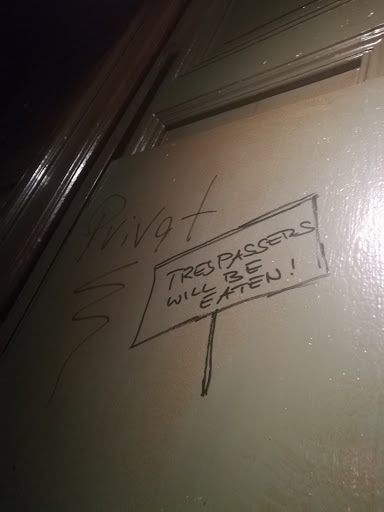 Privat
TRESPASSERS
WILL BE
EATEN!